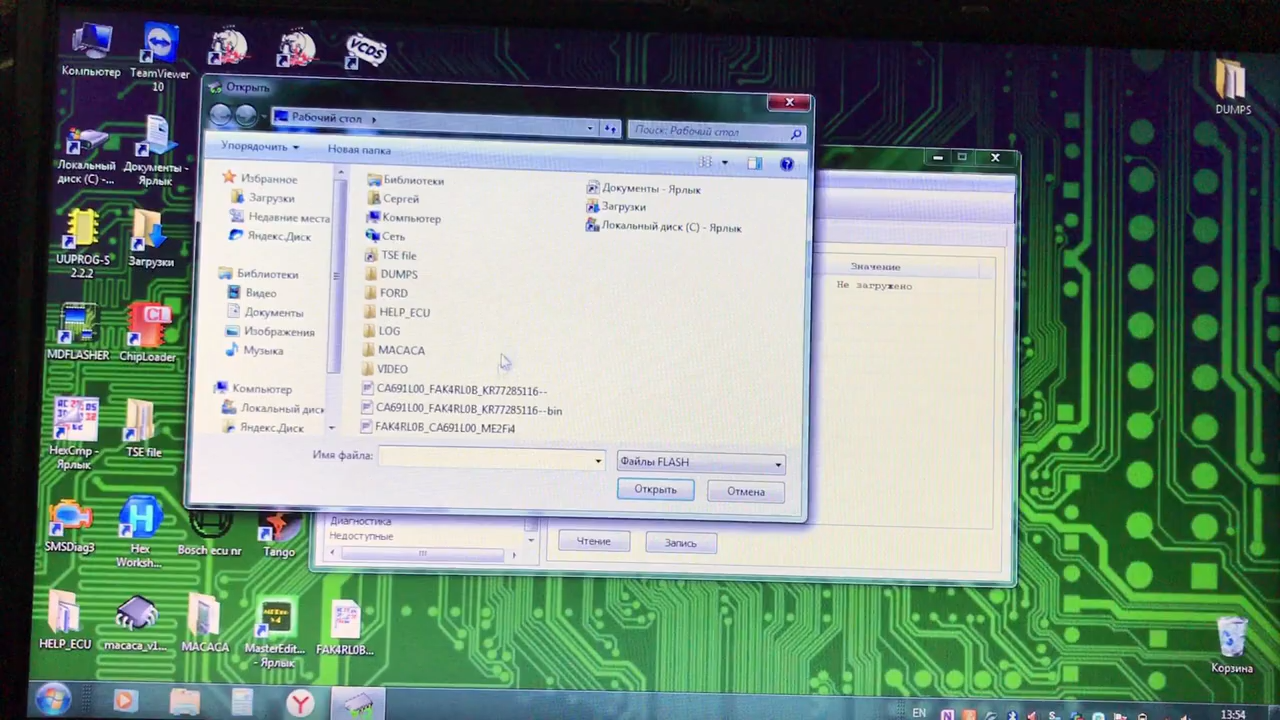 Компьютер
TeamViewer
10
VCDS
DUMPS
Локальный
диск (C) -...
Документы -
Ярлык
UUPROG-S
2.2.2
Загрузки
MDFLASHER
CL
ChipLoader
HexCmp -
Ярлык
TSE file
SMSDiag3
Hex
Worksh...
Bosch ecu nr
Tango
HELP_ECU
macaca_v1...
MACACA
MasterEdit...
- Ярлык
FAK4RL0B...
Корзина
Открыть
Рабочий стол
Поиск: Рабочий стол
Упорядочить
Новая папка
Избранное
Загрузки
Недавние места
Яндекс.Диск
Библиотеки
Видео
Документы
Изображения
Музыка
Компьютер
Локальный диск
Яндекс.Диск
Библиотеки
Сергей
Компьютер
Сеть
TSE file
DUMPS
FORD
HELP_ECU
LOG
MACACA
VIDEO
CA691L00_FAK4RL0B_KR77285116--
CA691L00_FAK4RL0B_KR77285116--bin
FAK4RL0B_CA691L00_ME2Fi4
Документы - Ярлык
Загрузки
Локальный диск (C) - Ярлык
Имя файла:
Файлы FLASH
Открыть
Отмена
Значение
Не загружено
Диагностика
Недоступные
Чтение
Запись
EN
13:54